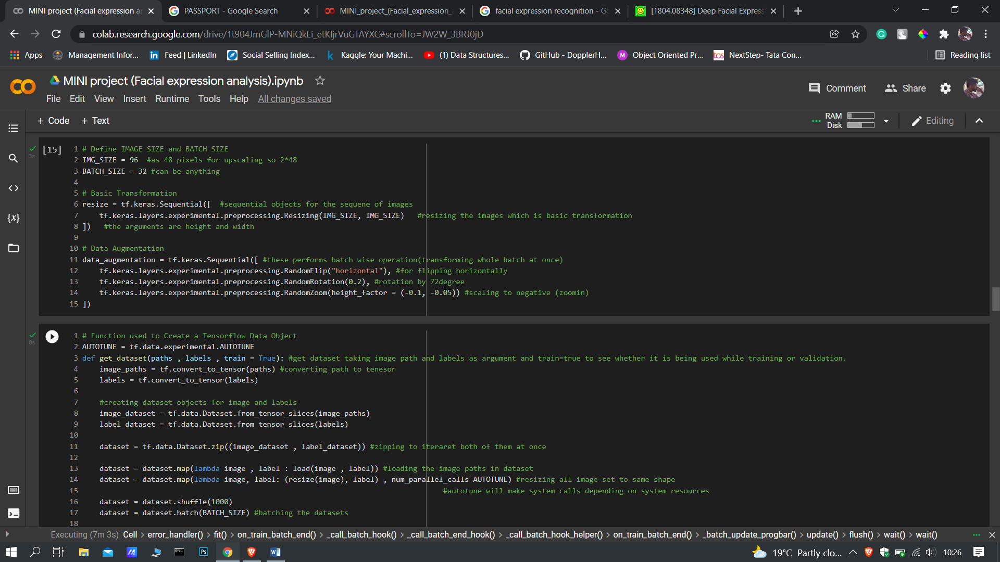 MINI project (Facial expression ar
PASSPORT - Google Search
MINI_project_(Facial_expression_a
facial expression recognition - Go
[1804.08348] Deep Facial Express
colab.research.google.com/drive/1t904JmGlP-MNiQkEi_etKIjrVuGTAYXC#scrollTo=JW2W_3BRJ0jD
Apps
Management Infor...
Feed | LinkedIn
Social Selling Index...
Kaggle: Your Machi...
(1) Data Structures...
GitHub - DopplerH...
Object Oriented Pr...
NextStep- Tata Con...
Reading list
MINI project (Facial expression analysis).ipynb
File Edit View Insert Runtime Tools Help All changes saved
Comment
Share
+ Code + Text
RAM
Disk
Editing
[15]
3s
1 # Define IMAGE SIZE and BATCH SIZE
2 IMG_SIZE = 96  #as 48 pixels for upscaling so 2*48
3 BATCH_SIZE = 32 #can be anything
4
5 # Basic Transformation
6 resize = tf.keras.Sequential([  #sequential objects for the sequene of images
7     tf.keras.layers.experimental.preprocessing.Resizing(IMG_SIZE, IMG_SIZE)   #resizing the images which is basic transformation
8 ])   #the arguments are height and width
9
10 # Data Augmentation
11 data_augmentation = tf.keras.Sequential([ #these performs batch wise operation(transforming whole batch at once)
12     tf.keras.layers.experimental.preprocessing.RandomFlip("horizontal"), #for flipping horizontally
13     tf.keras.layers.experimental.preprocessing.RandomRotation(0.2), #rotation by 72degree
14     tf.keras.layers.experimental.preprocessing.RandomZoom(height_factor = (-0.1, -0.05)) #scaling to negative (zoomin)
15 ])
0s
1 # Function used to Create a Tensorflow Data Object
2 AUTOTUNE = tf.data.experimental.AUTOTUNE
3 def get_dataset(paths , labels , train = True): #get dataset taking image path and labels as argument and train=true to see whether it is being used while training or validation.
4     image_paths = tf.convert_to_tensor(paths) #converting path to tenesor
5     labels = tf.convert_to_tensor(labels)
6
7     #creating dataset objects for image and labels
8     image_dataset = tf.data.Dataset.from_tensor_slices(image_paths)
9     label_dataset = tf.data.Dataset.from_tensor_slices(labels)
10
11     dataset = tf.data.Dataset.zip((image_dataset , label_dataset)) #zipping to iteraret both of them at once
12
13     dataset = dataset.map(lambda image , label : load(image , label)) #loading the image paths in dataset
14     dataset = dataset.map(lambda image, label: (resize(image), label) , num_parallel_calls=AUTOTUNE) #resizing all image set to same shape
15     #autotune will make system calls depending on system resources
16     dataset = dataset.shuffle(1000)
17     dataset = dataset.batch(BATCH_SIZE) #batching the datasets
18
Executing (7m 3s) Cell > error_handler() > fit() > on_train_batch_end() > _call_batch_hook() > _call_batch_end_hook() > _call_batch_hook_helper() > on_train_batch_end() > _batch_update_progbar() > update() > flush() > wait() > wait()
19°C Partly clo...
10:26